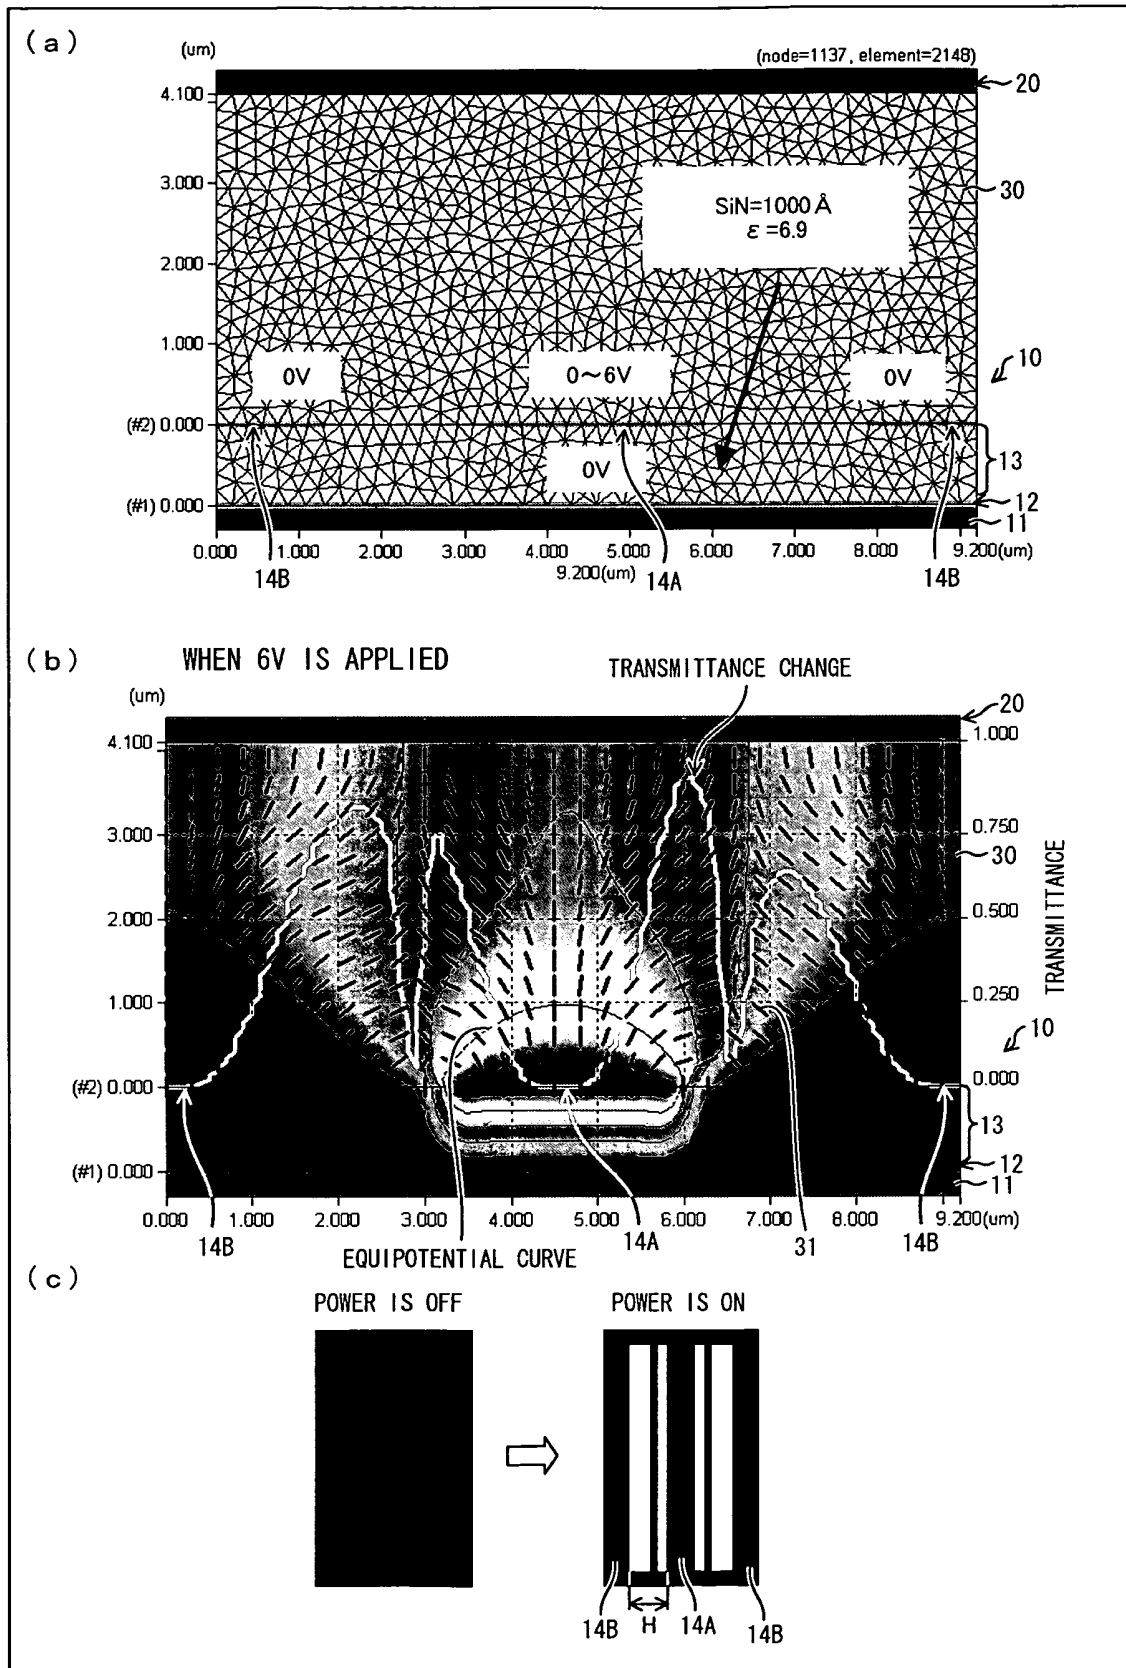 (a)
(um)
(node=1137, element=2148)
20
4.100
3.000
30
SiN=1000Å
ε=6.9
2.000
1.000
10
0V
0~6V
0V
(#2) 0.000
13
0V
12
(#1) 0.000
11
0.000 1.000 2.000 3.000 4.000 5.000 6.000 7.000 8.000 9.200(um)
9.200(um)
14B 14A 14B
(b)
WHEN 6V IS APPLIED
TRANSMITTANCE CHANGE
(um)
20
4.100
1.000
3.000
0.750
30
TRANSMITTANCE
2.000
0.500
1.000
0.250
10
(#2) 0.000
0.000
13
12
(#1) 0.000
11
0.000 1.000 2.000 3.000 4.000 5.000 6.000 7.000 8.000 9.200(um)
14B 14A 31 14B
EQUIPOTENTIAL CURVE
(c)
POWER IS OFF
POWER IS ON
14B H 14A 14B